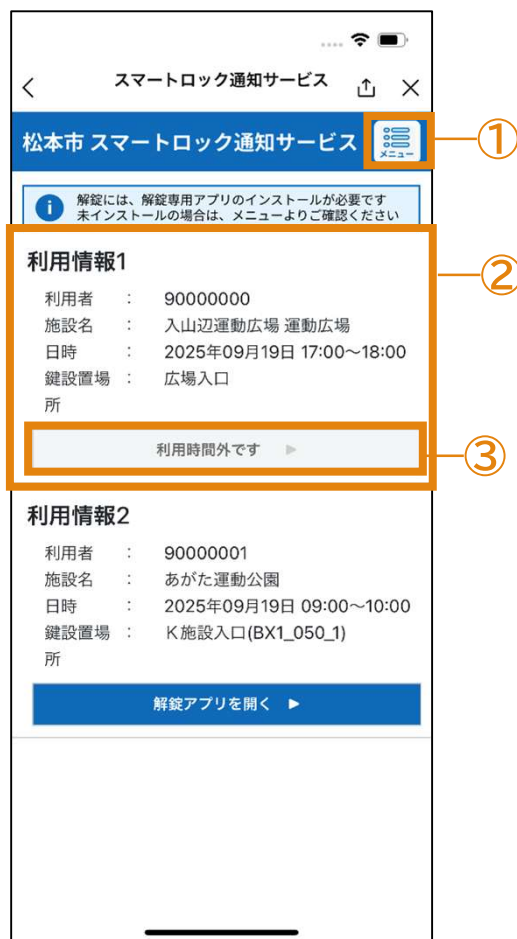 スマートロック通知サービス
松本市 スマートロック通知サービス
メニュー
①
解錠には、解錠専用アプリのインストールが必要です
未インストールの場合は、メニューよりご確認ください
②
利用情報1
利用者 : 90000000
施設名 : 入山辺運動広場 運動広場
日時 : 2025年09月19日 17:00～18:00
鍵設置場所 : 広場入口
利用時間外です ▶
③
利用情報2
利用者 : 90000001
施設名 : あがた運動公園
日時 : 2025年09月19日 09:00～10:00
鍵設置場所 : K施設入口(BX1_050_1)
解錠アプリを開く ▶